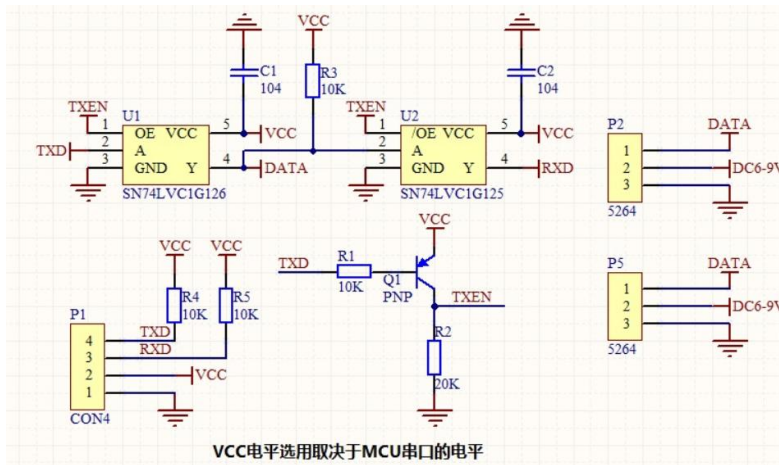 VCC
C1
104
R3
10K
C2
104
TXEN
U1
1
OE
VCC
5
VCC
TXD
2
A
3
GND
Y
4
DATA
SN74LVC1G126
TXEN
U2
1
/OE
VCC
5
VCC
2
A
3
GND
Y
4
RXD
SN74LVC1G125
P2
DATA
1
2
DC6-9V
3
5264
VCC
VCC
R4
10K
R5
10K
P1
4
TXD
3
RXD
2
VCC
1
CON4
VCC
TXD
R1
10K
Q1
PNP
TXEN
R2
20K
P5
DATA
1
2
DC6-9V
3
5264
VCC电平选用取决于MCU串口的电平